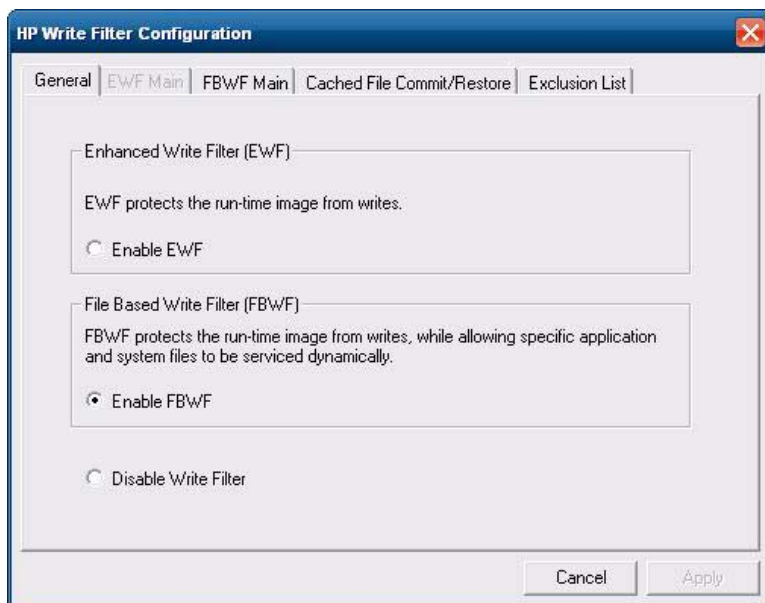 HP Write Filter Configuration
General EWF Main FBWF Main Cached File Commit/Restore Exclusion List
Enhanced Write Filter (EWF)
EWF protects the run-time image from writes.
Enable EWF
File Based Write Filter (FBWF)
FBWF protects the run-time image from writes, while allowing specific application
and system files to be serviced dynamically.
Enable FBWF
Disable Write Filter
Cancel Apply